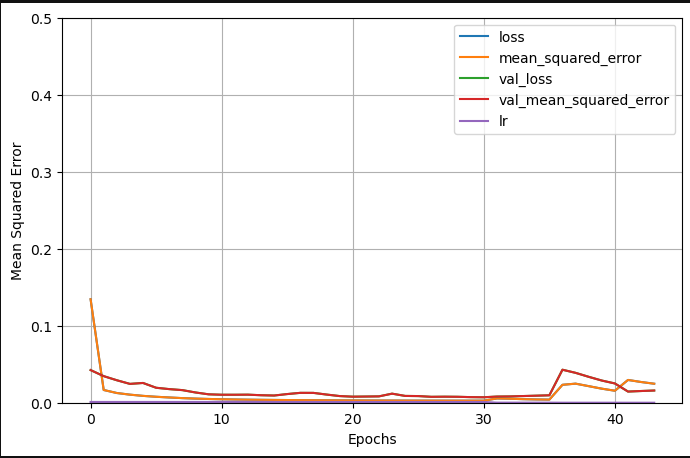 0.5
loss
mean_squared_error
val_loss
val_mean_squared_error
lr
0.4
0.3
0.2
0.1
0.0
Mean Squared Error
0 10 20 30 40
Epochs